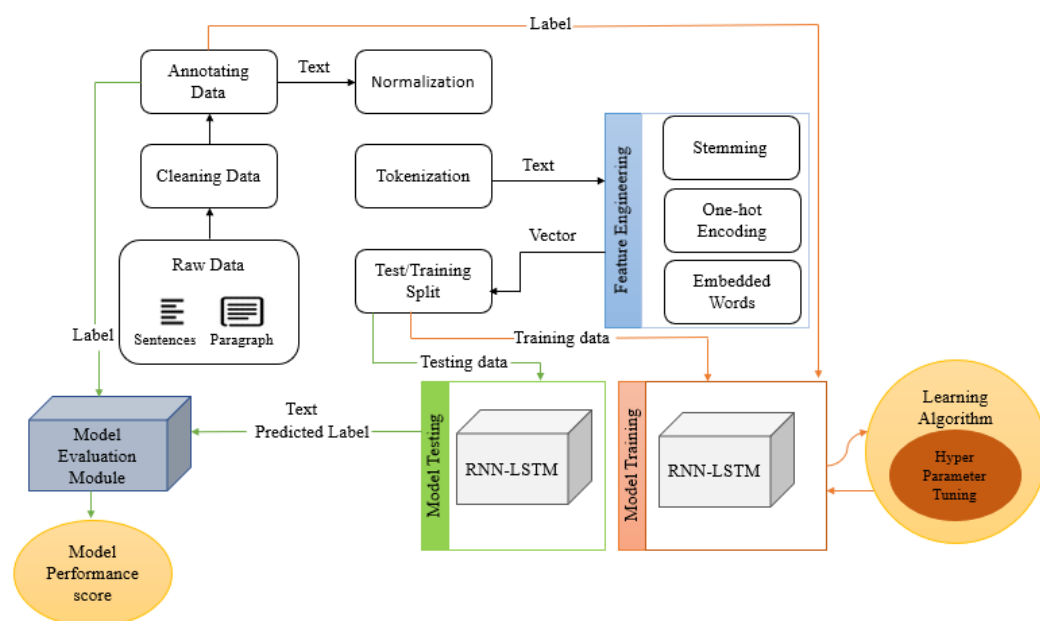 Label
Annotating
Data
Text
Normalization
Cleaning Data
Tokenization
Text
Feature Engineering
Stemming
One-hot
Encoding
Embedded
Words
Vector
Raw Data
Sentences
Paragraph
Test/Training
Split
Label
Training data
Testing data
Text
Predicted Label
Model
Evaluation
Module
Model Testing
RNN-LSTM
Model Training
RNN-LSTM
Learning
Algorithm
Hyper
Parameter
Tuning
Model
Performance
score